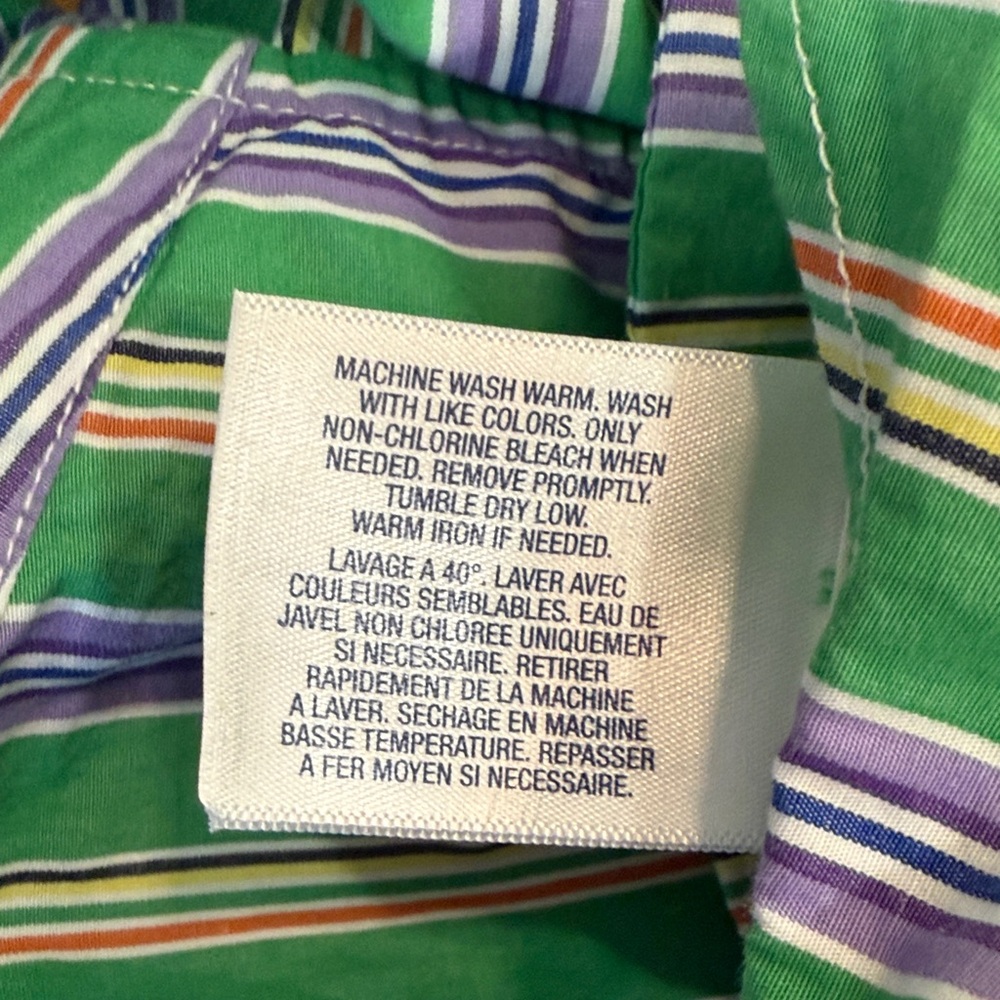 MACHINE WASH WARM. WASH
WITH LIKE COLORS. ONLY
NON-CHLORINE BLEACH WHEN
NEEDED. REMOVE PROMPTLY.
TUMBLE DRY LOW.
WARM IRON IF NEEDED.
LAVAGE A 40°. LAVER AVEC
COULEURS SEMBLABLES. EAU DE
JAVEL NON CHLOREE UNIQUEMENT
SI NECESSAIRE. RETIRER
RAPIDEMENT DE LA MACHINE
A LAVER. SECHAGE EN MACHINE
BASSE TEMPERATURE. REPASSER
A FER MOYEN SI NECESSAIRE.